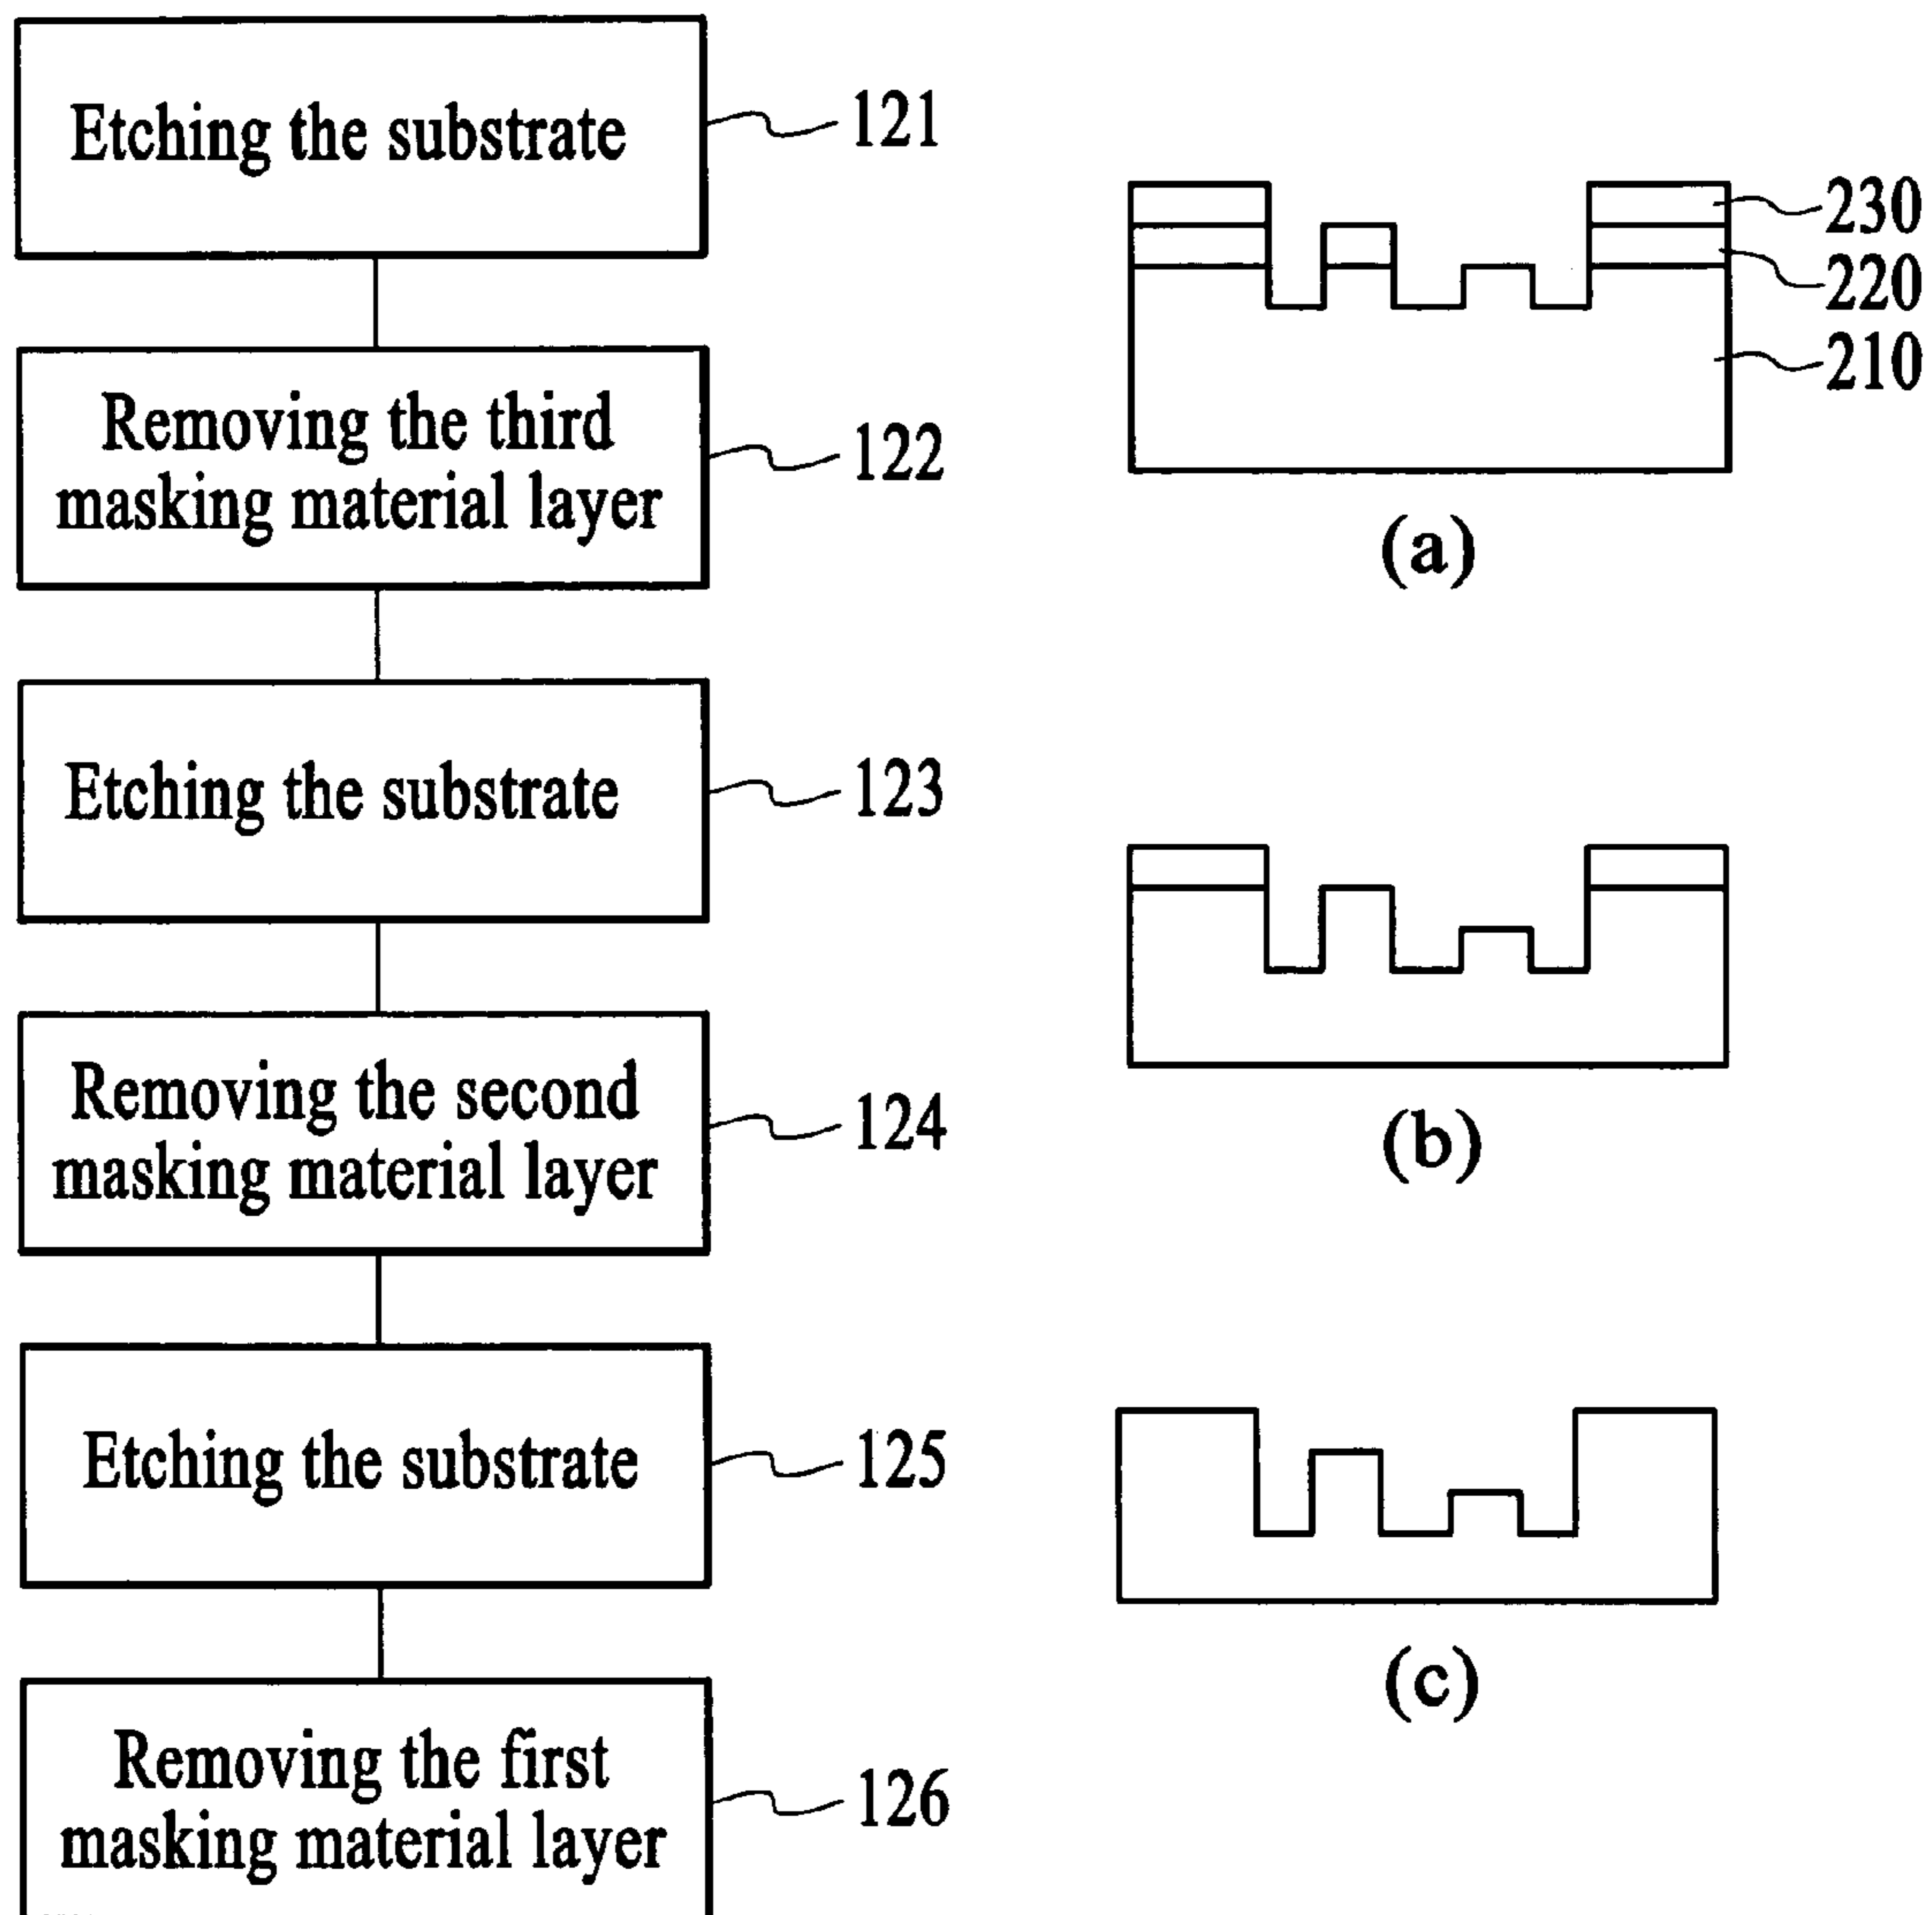 Etching the substrate
121
Removing the third
masking material layer
122
Etching the substrate
123
Removing the second
masking material layer
124
Etching the substrate
125
Removing the first
masking material layer
126
230
220
210
(a)
(b)
(c)